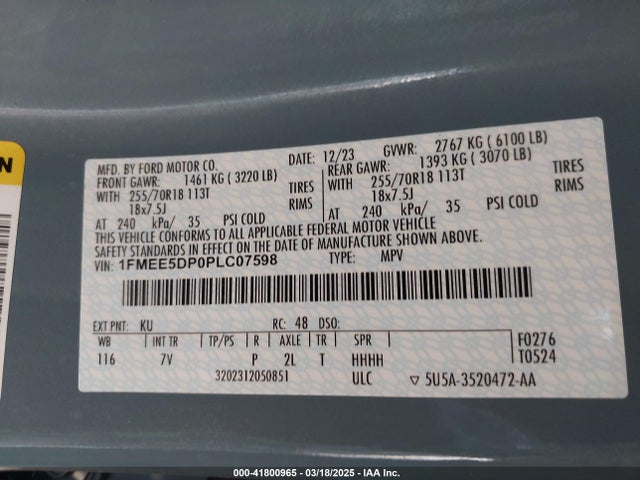 N
MFD. BY FORD MOTOR CO. DATE: 12/23 GVWR: 2767 KG ( 6100 LB)
FRONT GAWR: 1461 KG ( 3220 LB) REAR GAWR: 1393 KG ( 3070 LB)
WITH 255/70R18 113T TIRES WITH 255/70R18 113T TIRES
18x7.5J RIMS 18x7.5J RIMS
AT 240 kPa/ 35 PSI COLD AT 240 kPa/ 35 PSI COLD
THIS VEHICLE CONFORMS TO ALL APPLICABLE FEDERAL MOTOR VEHICLE
SAFETY STANDARDS IN EFFECT ON THE DATE OF MANUFACTURE SHOWN ABOVE.
VIN: 1FMEE5DP0PLC07598 TYPE: MPV
EXT PNT: KU RC: 48 DSO:
WB INT TR TP/PS R AXLE TR SPR F0276
116 7V P 2L T HHHH T0524
3202312050851 ULC ▽ 5U5A-3520472-AA
000-41800965 - 03/18/2025 - IAA Inc.